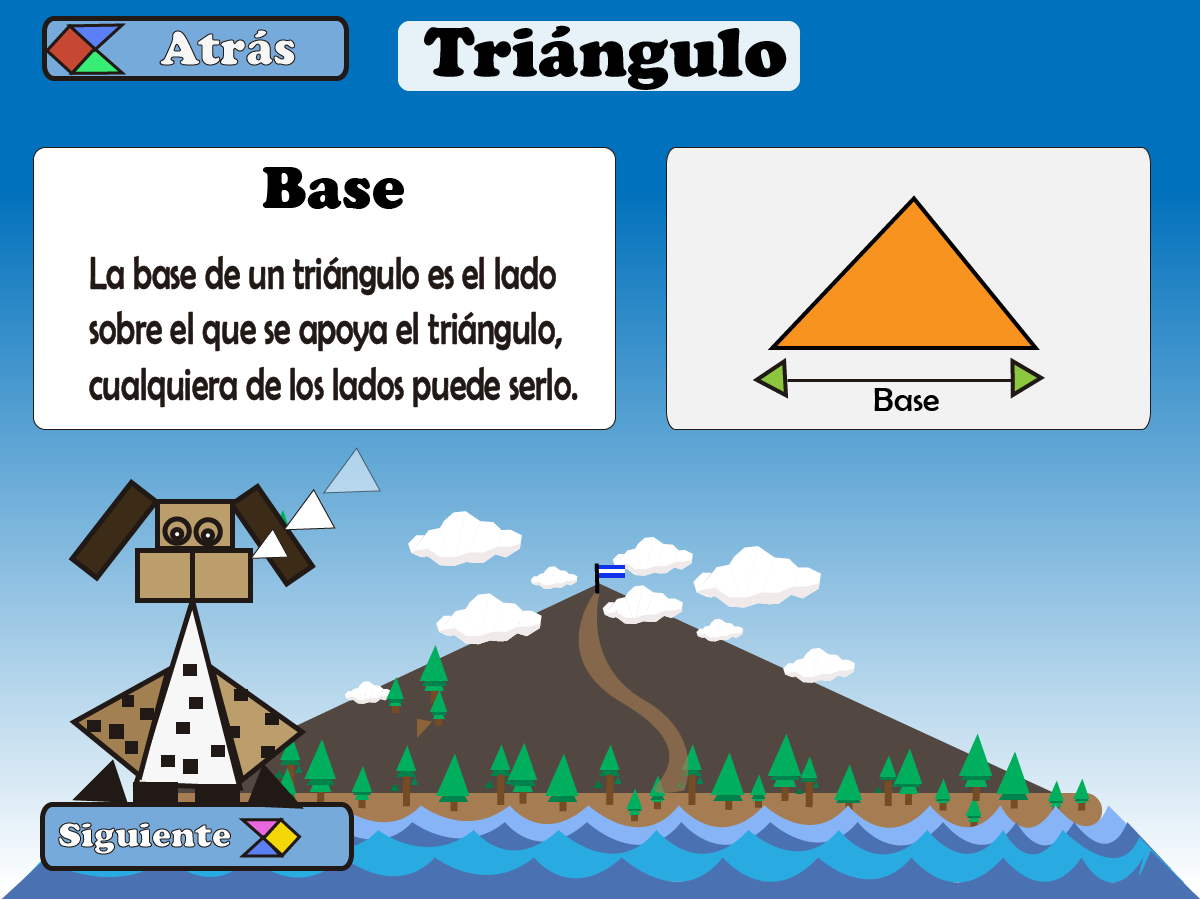 Atrás
Triángulo
Base
La base de un triángulo es el lado
sobre el que se apoya el triángulo,
cualquiera de los lados puede serlo.
Base
Siguiente